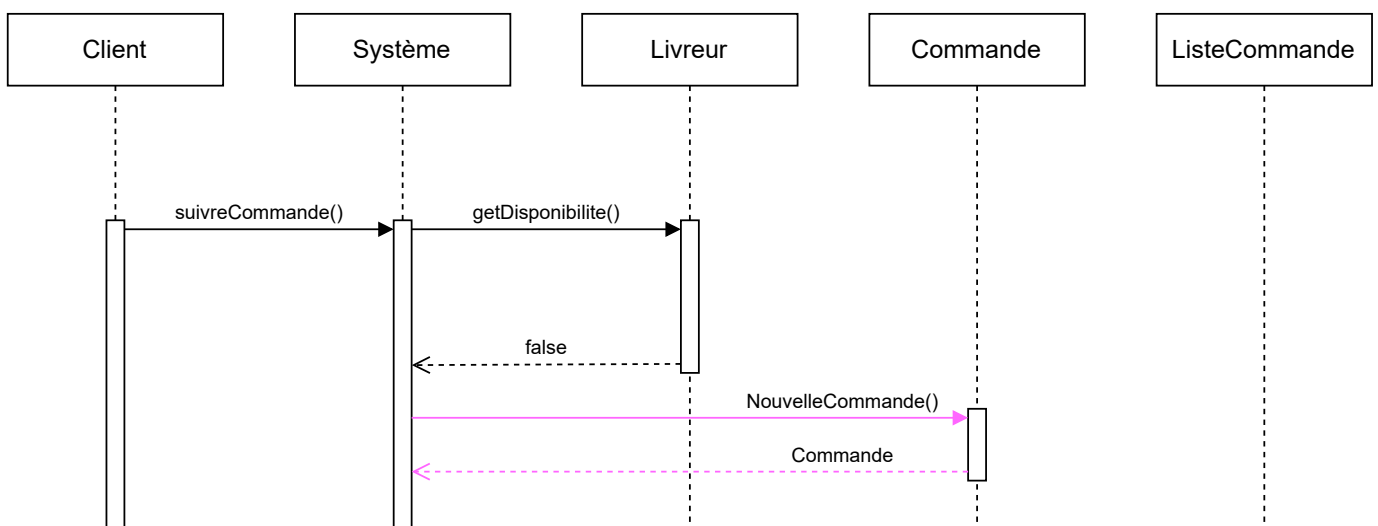 Client
Système
Livreur
Commande
ListeCommande
suivreCommande()
getDisponibilite()
false
NouvelleCommande()
Commande